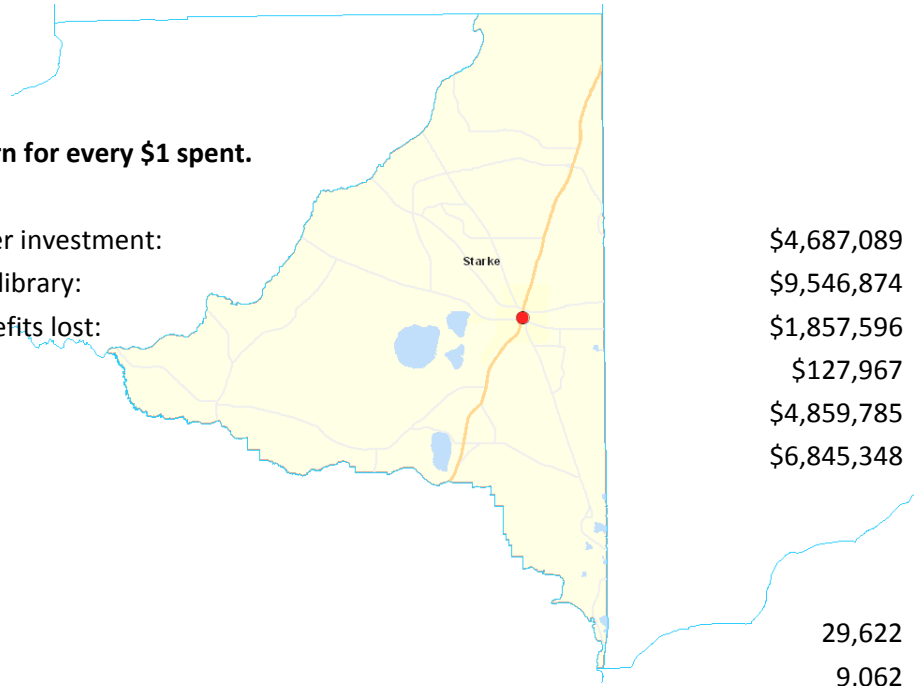 rn for every $1 spent.
er investment: $4,687,089
library: $9,546,874
efits lost: $1,857,596
$127,967
$4,859,785
$6,845,348
Starke
29,622
9,062